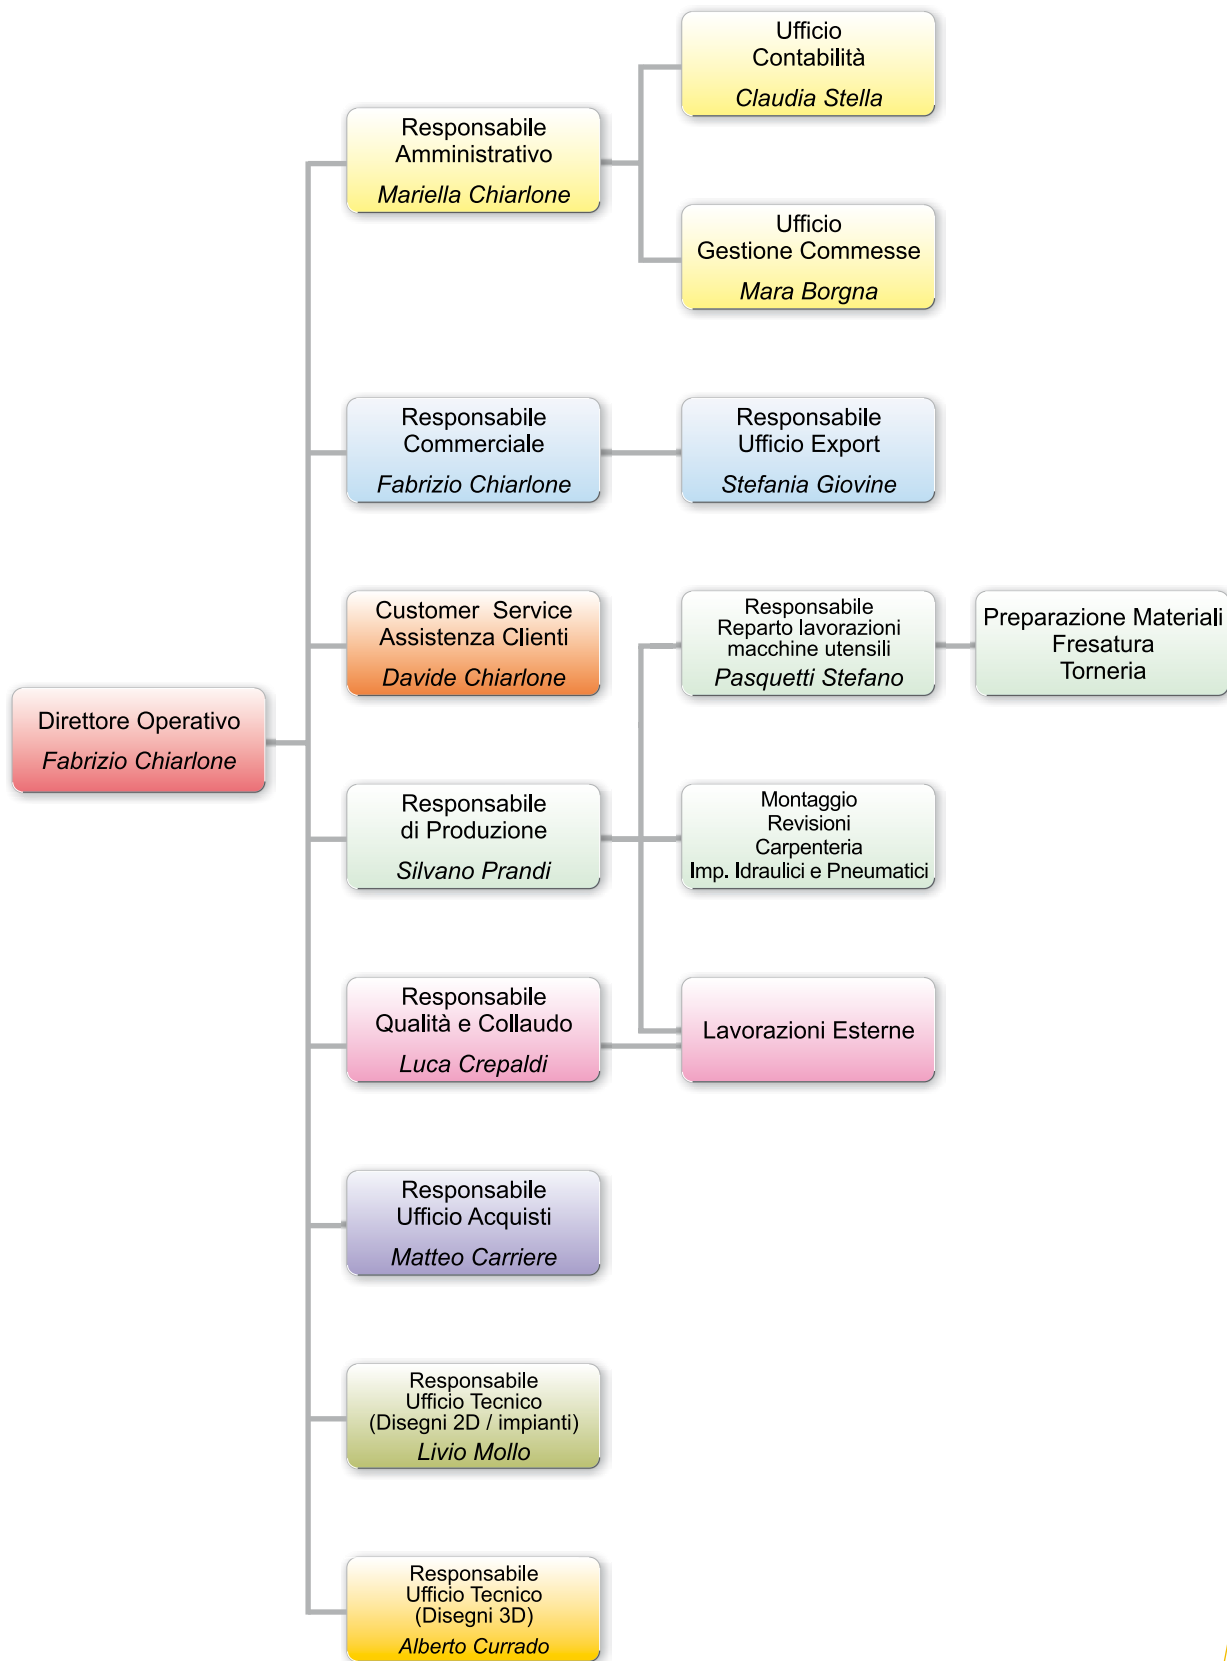 Ufficio
Contabilità
Claudia Stella
Responsabile
Amministrativo
Mariella Chiarlone
Ufficio
Gestione Commesse
Mara Borgna
Responsabile
Commerciale
Fabrizio Chiarlone
Responsabile
Ufficio Export
Stefania Giovine
Customer Service
Assistenza Clienti
Davide Chiarlone
Responsabile
Reparto lavorazioni
macchine utensili
Pasquetti Stefano
Preparazione Materiali
Fresatura
Torneria
Direttore Operativo
Fabrizio Chiarlone
Responsabile
di Produzione
Silvano Prandi
Montaggio
Revisioni
Carpenteria
Imp. Idraulici e Pneumatici
Responsabile
Qualità e Collaudo
Luca Crepaldi
Lavorazioni Esterne
Responsabile
Ufficio Acquisti
Matteo Carriere
Responsabile
Ufficio Tecnico
(Disegni 2D / impianti)
Livio Mollo
Responsabile
Ufficio Tecnico
(Disegni 3D)
Alberto Currado